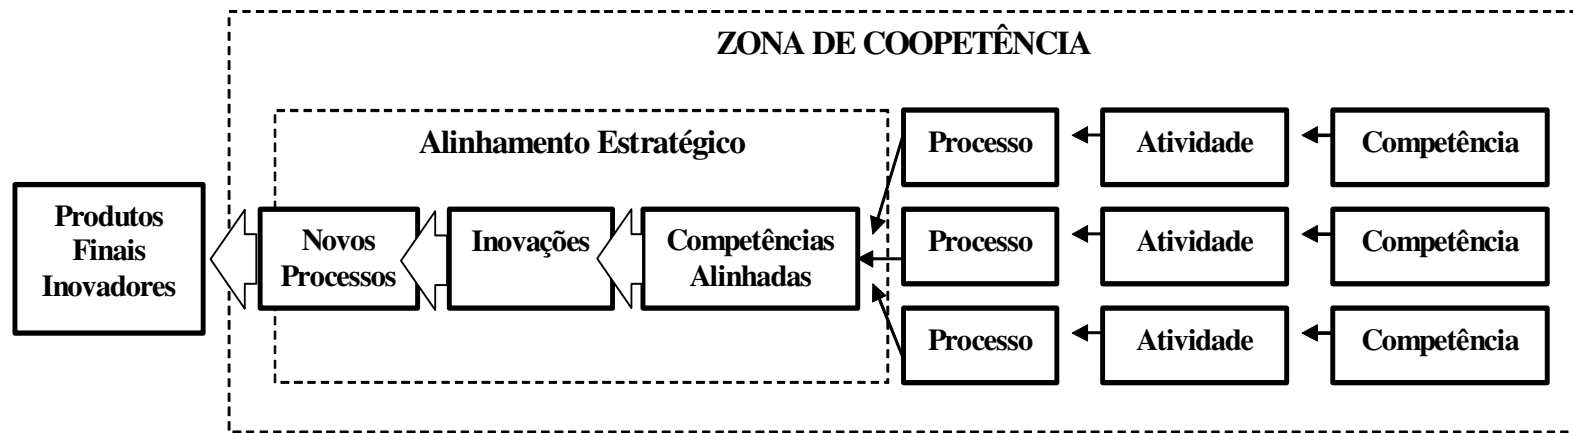 ZONA DE COOPETÊNCIA
Alinhamento Estratégico
Produtos
Finais
Inovadores
Novos
Processos
Inovações
Competências
Alinhadas
Processo
Atividade
Competência
Processo
Atividade
Competência
Processo
Atividade
Competência